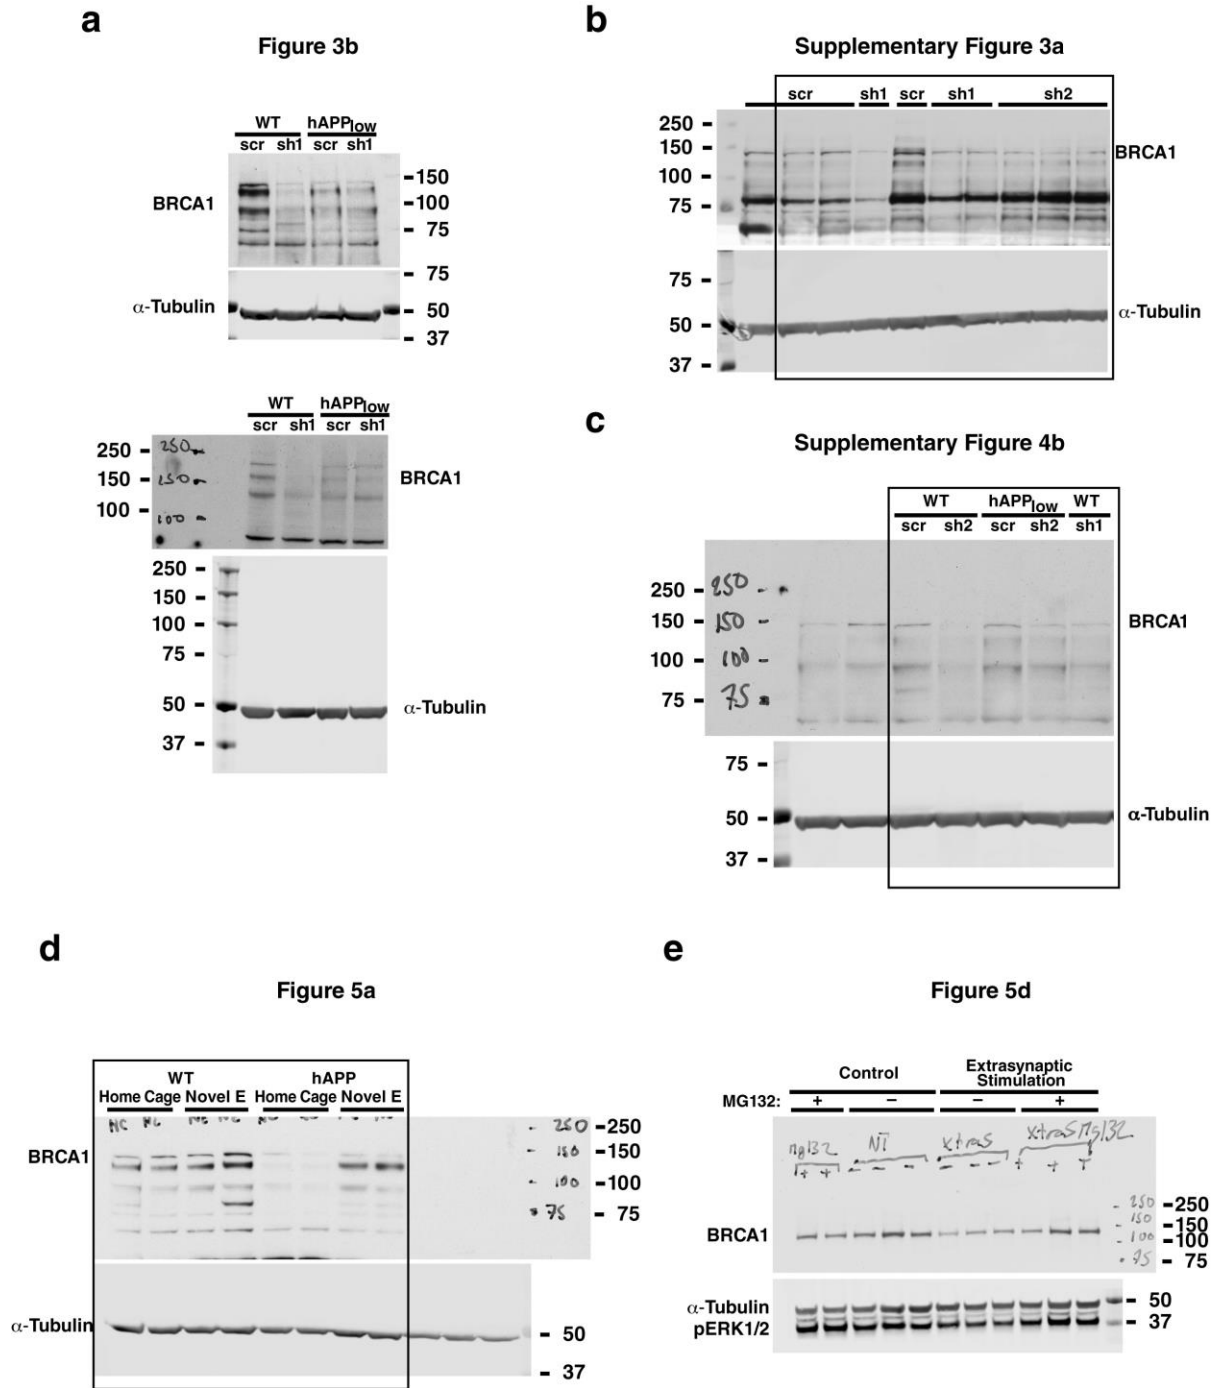 a
Figure 3b
WT hAPPlow
scr sh1 scr sh1
BRCA1
150
100
75
75
α-Tubulin
50
37
WT hAPPlow
scr sh1 scr sh1
250 250
150 150
100 100
BRCA1
250
150
100
75
50
37
α-Tubulin
b
Supplementary Figure 3a
scr sh1 scr sh1 sh2
250
150
100
75
BRCA1
75
50
37
α-Tubulin
c
Supplementary Figure 4b
WT hAPPlow WT
scr sh2 scr sh2 sh1
250 250
150 150
100 100
75 75
BRCA1
75
50
37
α-Tubulin
d
Figure 5a
WT hAPP
Home Cage Novel E Home Cage Novel E
BRCA1
250 250
150 150
100 100
75 75
α-Tubulin
50
37
e
Figure 5d
Control Extrasynaptic Stimulation
MG132: + − − +
Mg132 NT XtraS XtraS Mg132
+ + - - - - - - + + +
BRCA1
250 250
150 150
100 100
75 75
α-Tubulin
pERK1/2
50
37